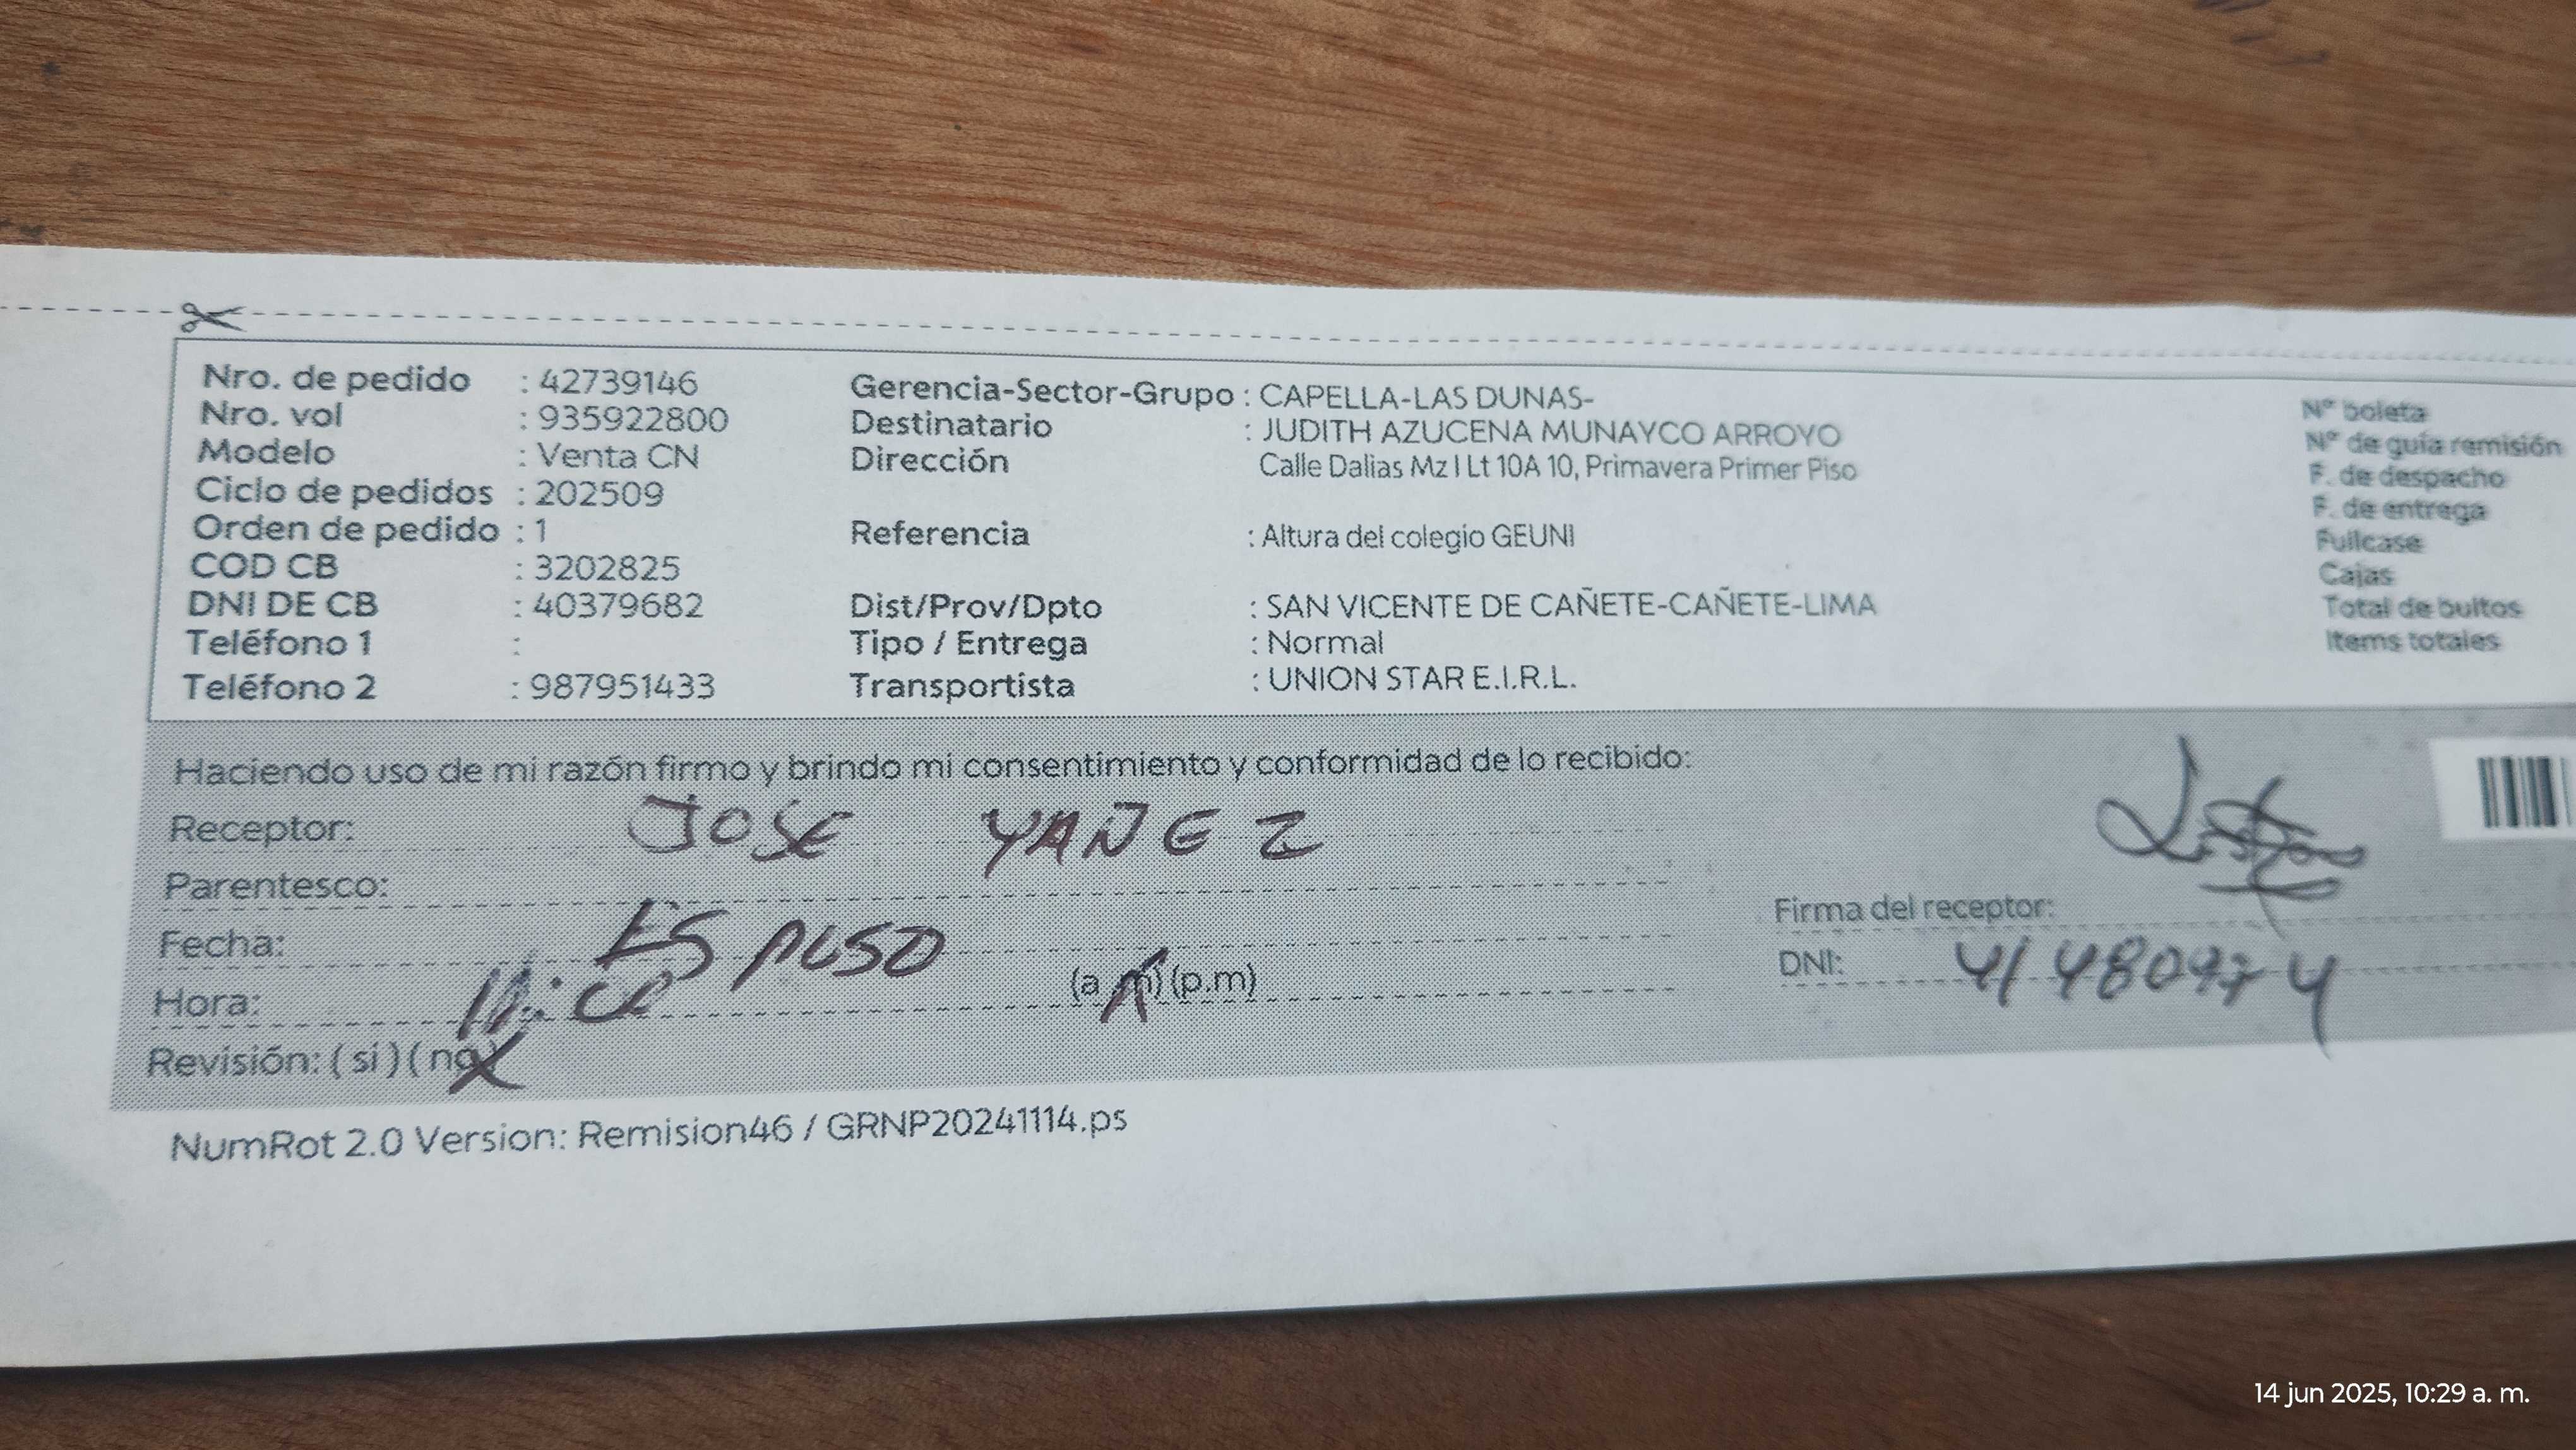 Nro. de pedido : 42739146
Nro. vol : 935922800
Modelo : Venta CN
Ciclo de pedidos : 202509
Orden de pedido : 1
COD CB : 3202825
DNI DE CB : 40379682
Teléfono 1 :
Teléfono 2 : 987951433
Gerencia-Sector-Grupo : CAPELLA-LAS DUNAS-
Destinatario : JUDITH AZUCENA MUNAYCO ARROYO
Dirección Calle Dalias Mz I Lt 10A 10, Primavera Primer Piso
Referencia : Altura del colegio GEUNI
Dist/Prov/Dpto : SAN VICENTE DE CAÑETE-CAÑETE-LIMA
Tipo / Entrega : Normal
Transportista : UNION STAR E.I.R.L.
N° boleta
N° de guía remisión
F. de despacho
F. de entrega
Fullcase
Cajas
Total de bultos
Items totales
Haciendo uso de mi razón firmo y brindo mi consentimiento y conformidad de lo recibido:
Receptor: JOSE YAÑEZ
Parentesco:
Fecha: ESPOSO
Hora: (a.m) (p.m)
Revisión: ( si ) ( no )
Firma del receptor:
DNI:
NumRot 2.0 Version: Remision46 / GRNP20241114.ps
14 jun 2025, 10:29 a. m.